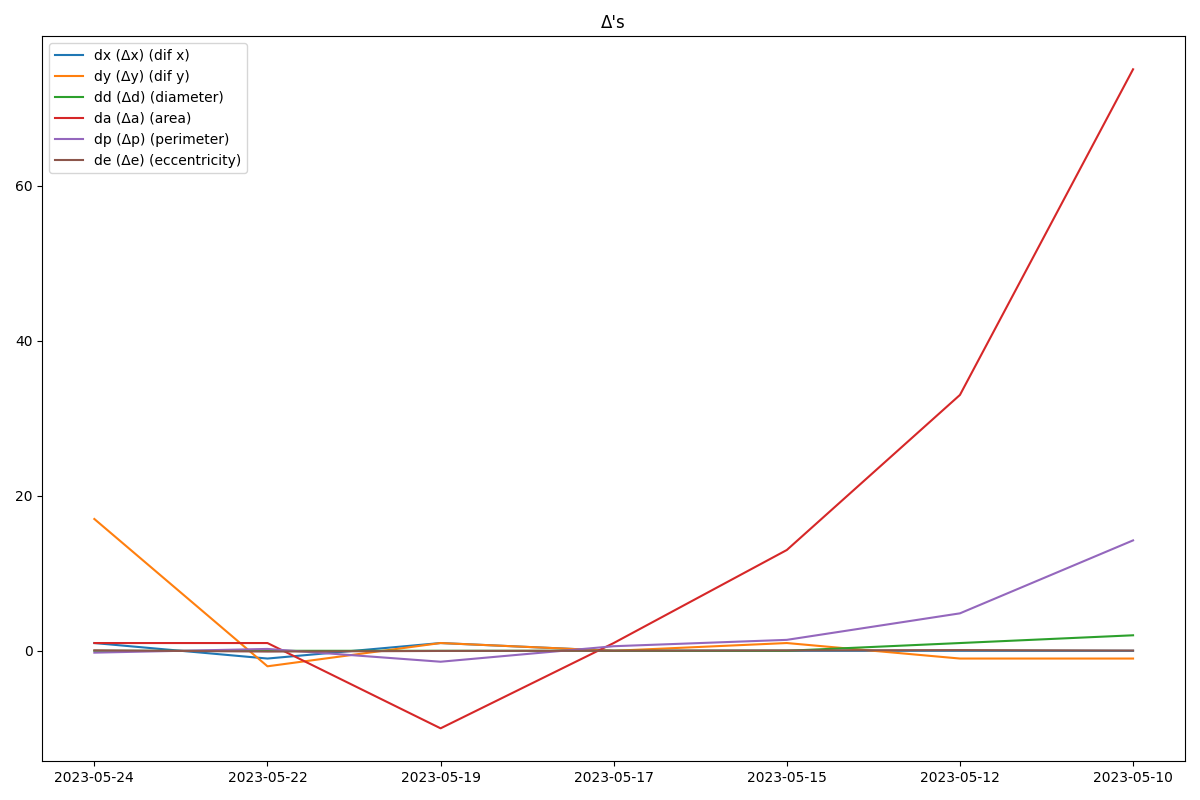 Δ's
dx (Δx) (dif x)
dy (Δy) (dif y)
dd (Δd) (diameter)
da (Δa) (area)
dp (Δp) (perimeter)
de (Δe) (eccentricity)
60
40
20
0
2023-05-24
2023-05-22
2023-05-19
2023-05-17
2023-05-15
2023-05-12
2023-05-10